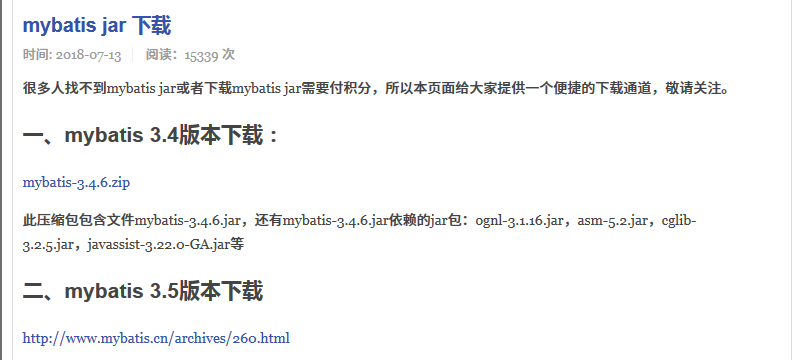 mybatis jar 下载
时间: 2018-07-13 阅读：15339 次
很多人找不到mybatis jar或者下载mybatis jar需要付积分，所以本页面给大家提供一个便捷的下载通道，敬请关注。
一、mybatis 3.4版本下载：
mybatis-3.4.6.zip
此压缩包包含文件mybatis-3.4.6.jar，还有mybatis-3.4.6.jar依赖的jar包：ognl-3.1.16.jar，asm-5.2.jar，cglib-
3.2.5.jar，javassist-3.22.0-GA.jar等
二、mybatis 3.5版本下载
http://www.mybatis.cn/archives/260.html